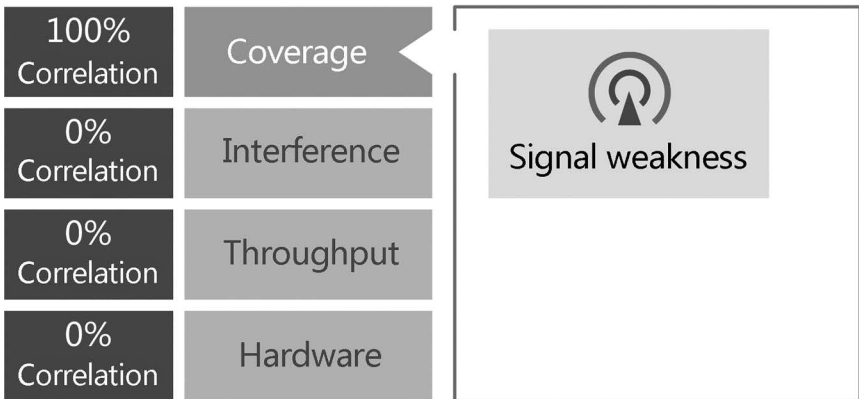 100%
Correlation
Coverage
Signal weakness
0%
Correlation
Interference
0%
Correlation
Throughput
0%
Correlation
Hardware